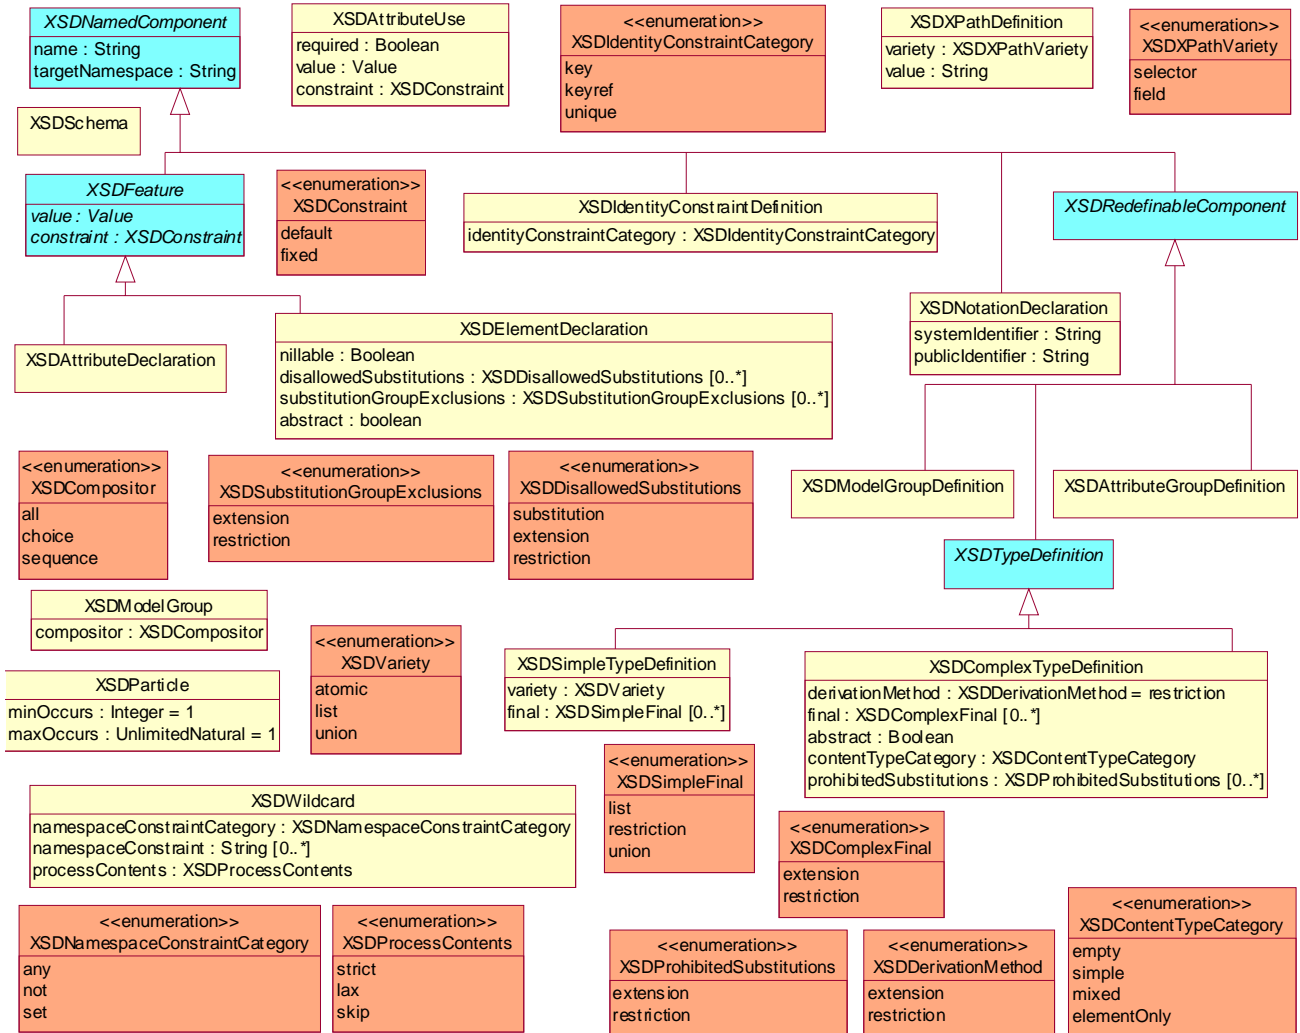 XSDNamedComponent
name : String
targetNamespace : String
XSDAttributeUse
required : Boolean
value : Value
constraint : XSDConstraint
<<enumeration>>
XSDIdentityConstraintCategory
key
keyref
unique
XSDXPathDefinition
variety : XSDXPathVariety
value : String
<<enumeration>>
XSDXPathVariety
selector
field
XSDSchema
XSDFeature
value : Value
constraint : XSDConstraint
<<enumeration>>
XSDConstraint
default
fixed
XSDIdentityConstraintDefinition
identityConstraintCategory : XSDIdentityConstraintCategory
XSDRedefinableComponent
XSDNotationDeclaration
systemIdentifier : String
publicIdentifier : String
XSDAttributeDeclaration
XSDElementDeclaration
nillable : Boolean
disallowedSubstitutions : XSDDisallowedSubstitutions [0..*]
substitutionGroupExclusions : XSDSubstitutionGroupExclusions [0..*]
abstract : boolean
<<enumeration>>
XSDCompositor
all
choice
sequence
<<enumeration>>
XSDSubstitutionGroupExclusions
extension
restriction
<<enumeration>>
XSDDisallowedSubstitutions
substitution
extension
restriction
XSDModelGroupDefinition
XSDAttributeGroupDefinition
XSDTypeDefinition
XSDModelGroup
compositor : XSDCompositor
<<enumeration>>
XSDVariety
atomic
list
union
XSDSimpleTypeDefinition
variety : XSDVariety
final : XSDSimpleFinal [0..*]
XSDComplexTypeDefinition
derivationMethod : XSDDerivationMethod = restriction
final : XSDComplexFinal [0..*]
abstract : Boolean
contentTypeCategory : XSDContentTypeCategory
prohibitedSubstitutions : XSDProhibitedSubstitutions [0..*]
XSDParticle
minOccurs : Integer = 1
maxOccurs : UnlimitedNatural = 1
<<enumeration>>
XSDSimpleFinal
list
restriction
union
XSDWildcard
namespaceConstraintCategory : XSDNamespaceConstraintCategory
namespaceConstraint : String [0..*]
processContents : XSDProcessContents
<<enumeration>>
XSDComplexFinal
extension
restriction
<<enumeration>>
XSDNamespaceConstraintCategory
any
not
set
<<enumeration>>
XSDProcessContents
strict
lax
skip
<<enumeration>>
XSDProhibitedSubstitutions
extension
restriction
<<enumeration>>
XSDDerivationMethod
extension
restriction
<<enumeration>>
XSDContentTypeCategory
empty
simple
mixed
elementOnly